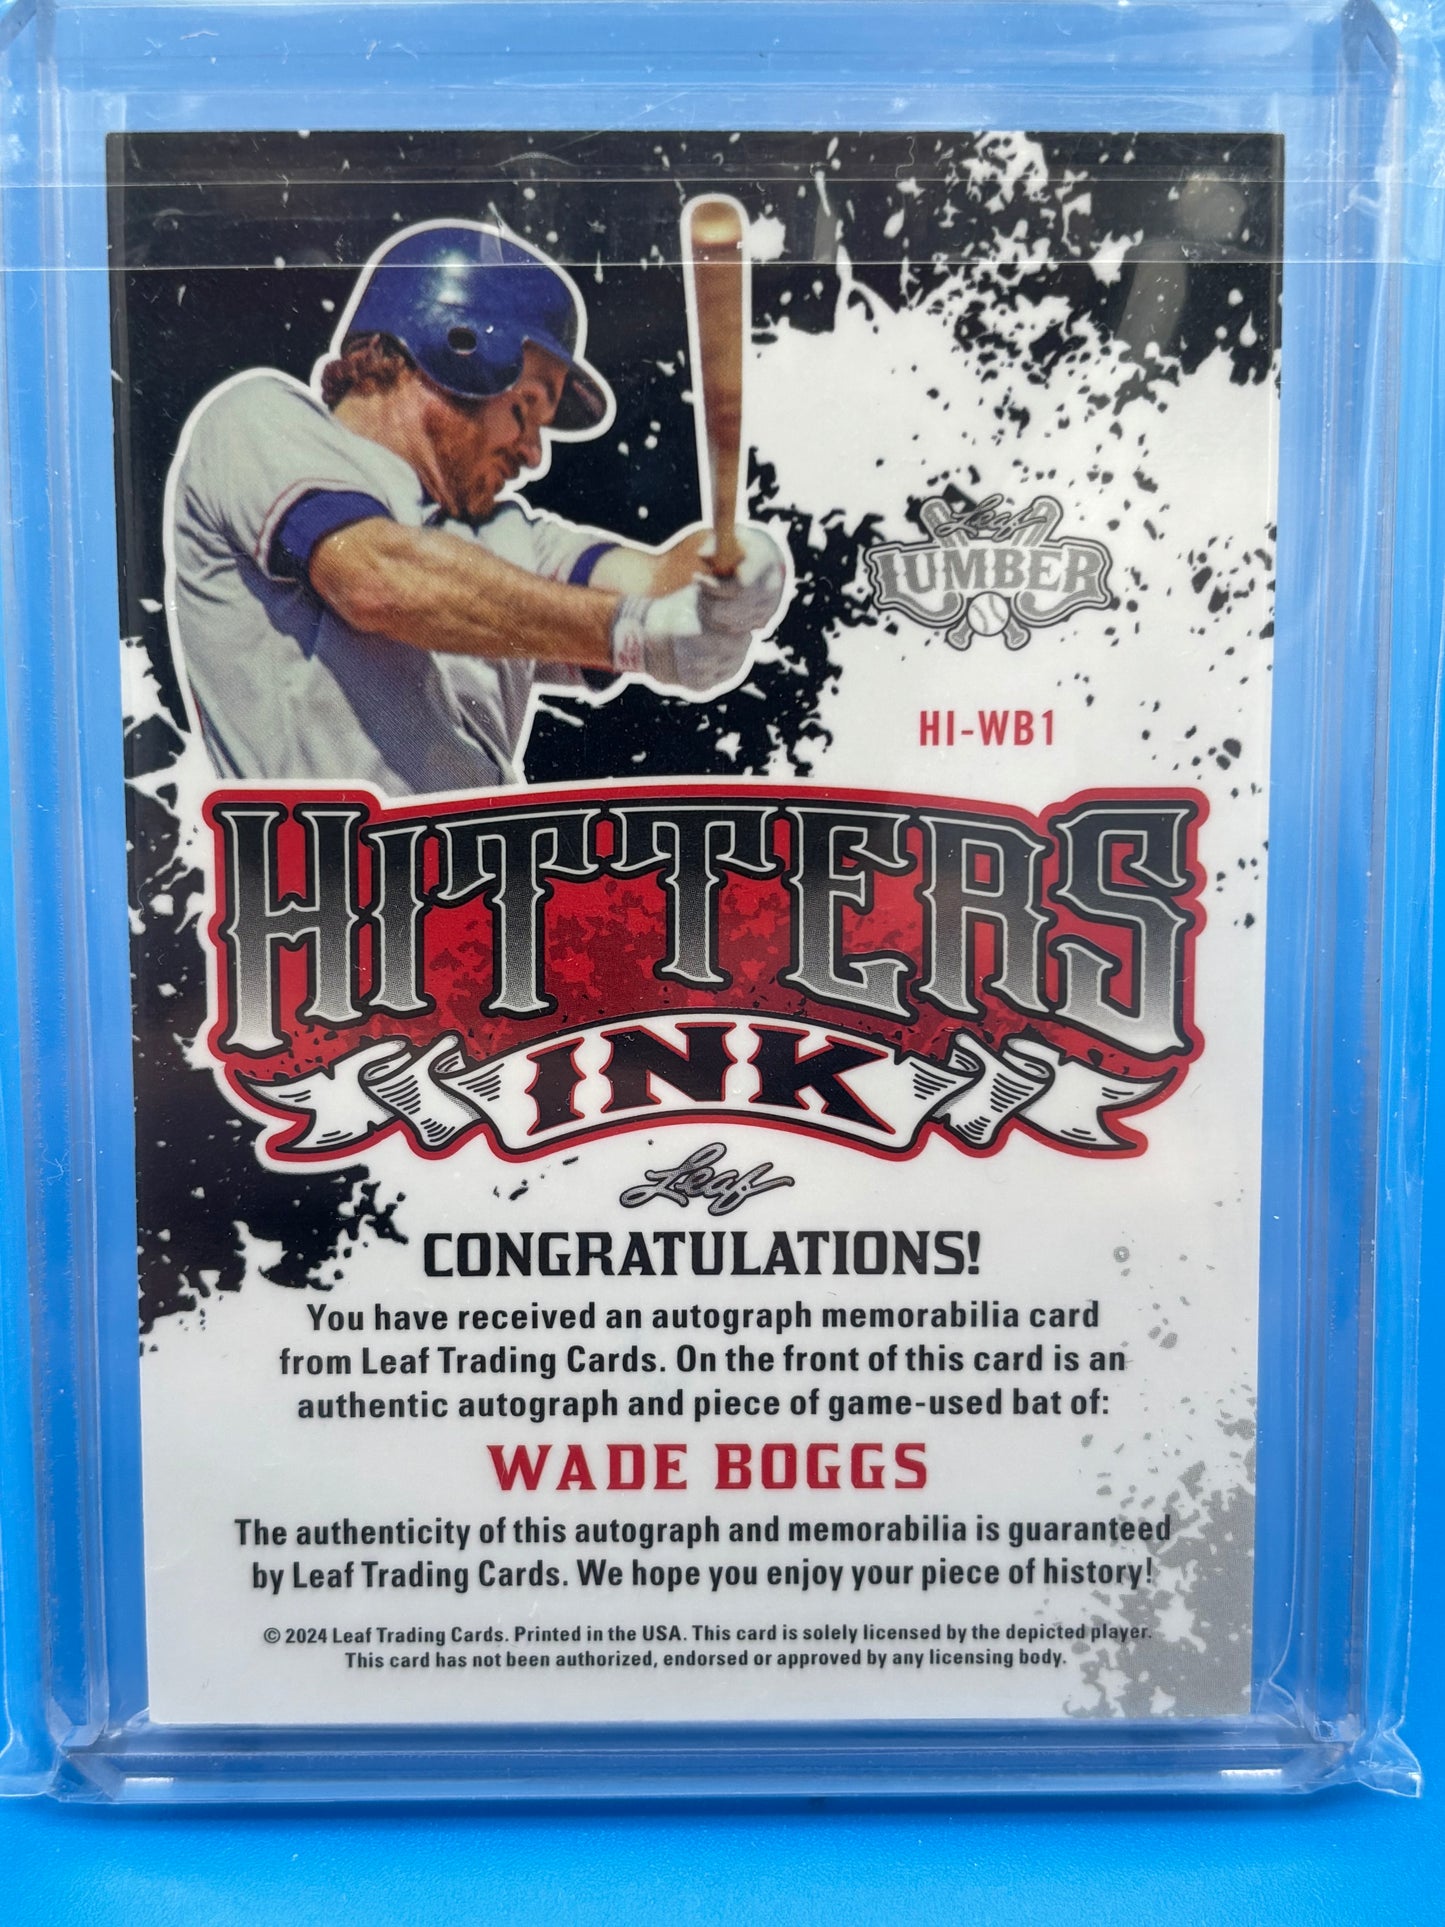 Leaf
LUMBER
HI-WB1
HITTERS
INK
Leaf
CONGRATULATIONS!
You have received an autograph memorabilia card
from Leaf Trading Cards. On the front of this card is an
authentic autograph and piece of game-used bat of:
WADE BOGGS
The authenticity of this autograph and memorabilia is guaranteed
by Leaf Trading Cards. We hope you enjoy your piece of history!
© 2024 Leaf Trading Cards. Printed in the USA. This card is solely licensed by the depicted player.
This card has not been authorized, endorsed or approved by any licensing body.